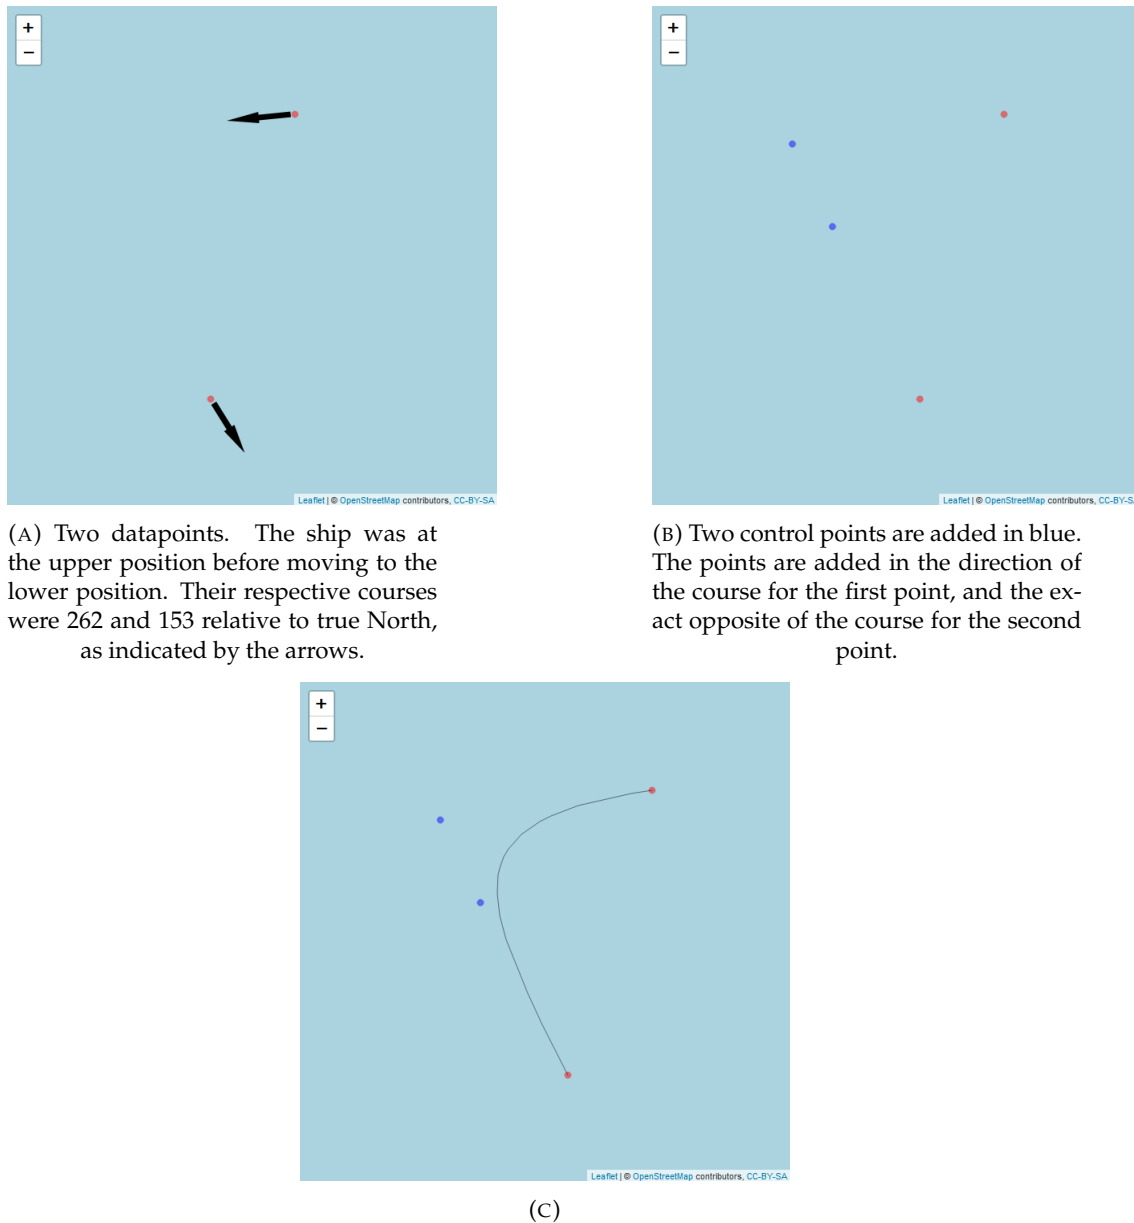 +
−
Leaflet | © OpenStreetMap contributors, CC-BY-SA
(A) Two datapoints. The ship was at
the upper position before moving to the
lower position. Their respective courses
were 262 and 153 relative to true North,
as indicated by the arrows.
+
−
Leaflet | © OpenStreetMap contributors, CC-BY-S
(B) Two control points are added in blue.
The points are added in the direction of
the course for the first point, and the ex-
act opposite of the course for the second
point.
+
−
Leaflet | © OpenStreetMap contributors, CC-BY-SA
(C)